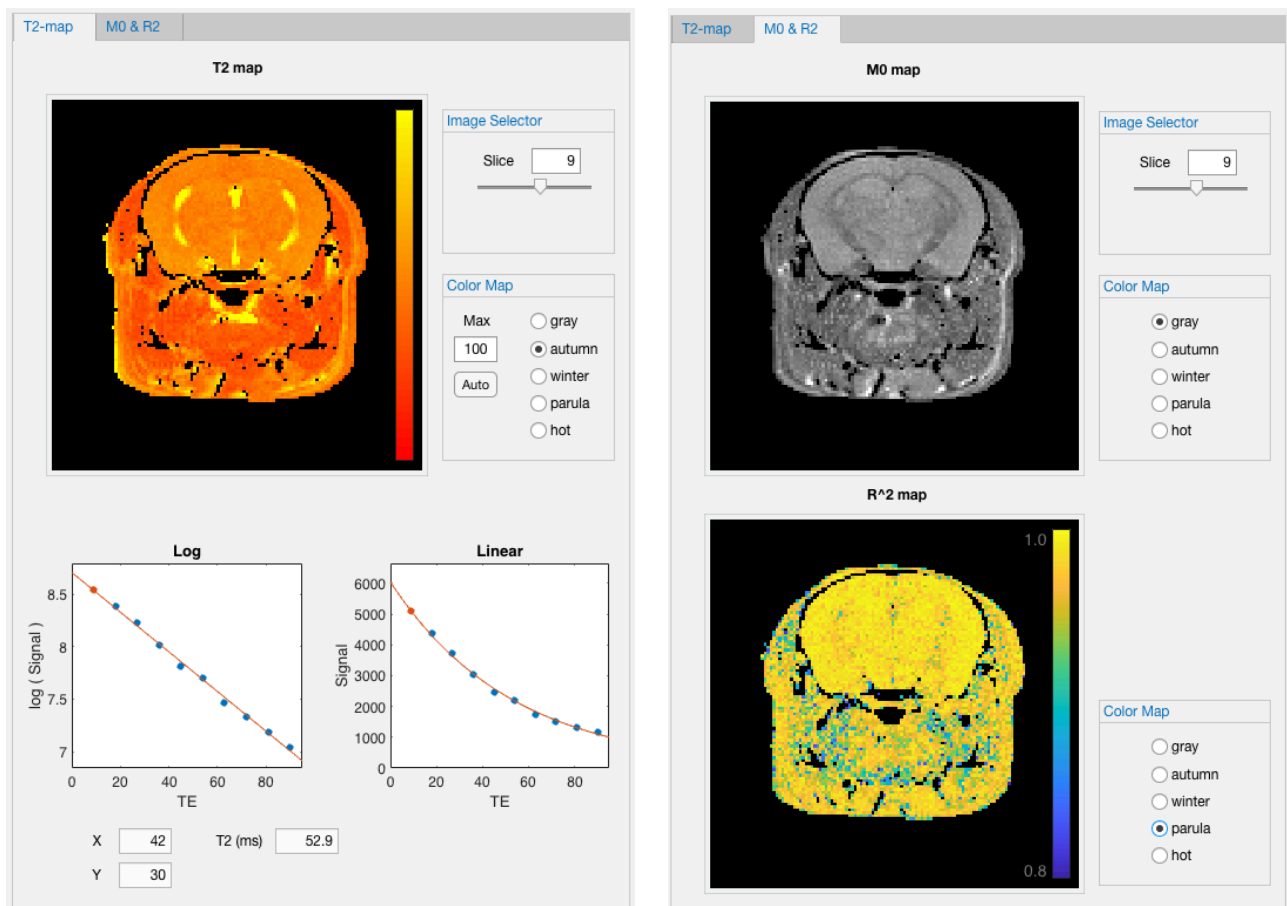 T2-map M0 & R2
T2 map
Image Selector
Slice 9
Color Map
Max
100
Auto
gray
autumn
winter
parula
hot
Log
8.5
8
7.5
7
0 20 40 60 80
log ( Signal )
TE
Linear
6000
5000
4000
3000
2000
1000
0
0 20 40 60 80
Signal
TE
X 42 T2 (ms) 52.9
Y 30
T2-map M0 & R2
M0 map
Image Selector
Slice 9
Color Map
gray
autumn
winter
parula
hot
R^2 map
1.0
0.8
Color Map
gray
autumn
winter
parula
hot